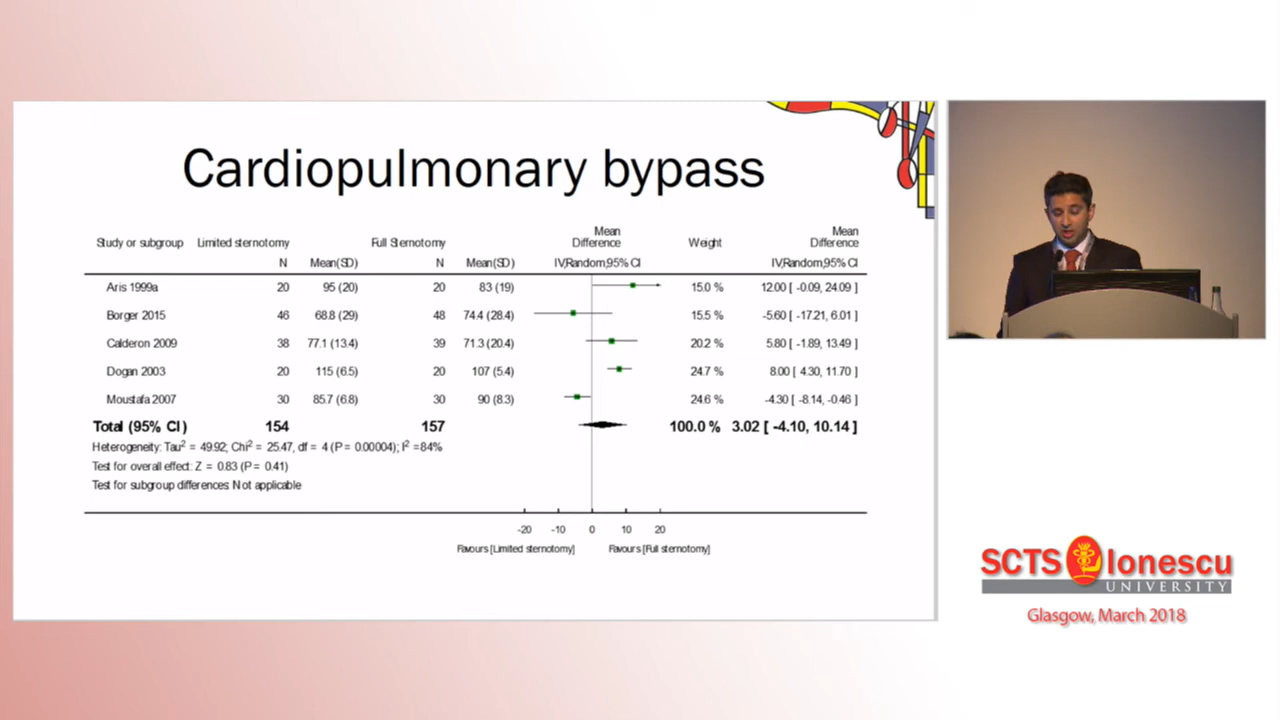 Cardiopulmonary bypass
Study or subgroup Limited sternotomy Full Sternotomy Mean Difference Weight Mean Difference
N Mean(SD) N Mean(SD) IV,Random,95% CI IV,Random,95% CI
Aris 1999a 20 95 (20) 20 83 (19) 15.0 % 12.00 [ -0.09, 24.09 ]
Borger 2015 46 68.8 (29) 48 74.4 (28.4) 15.5 % -5.60 [ -17.21, 6.01 ]
Calderon 2009 38 77.1 (13.4) 39 71.3 (20.4) 20.2 % 5.80 [ -1.89, 13.49 ]
Dogan 2003 20 115 (6.5) 20 107 (5.4) 24.7 % 8.00 [ 4.30, 11.70 ]
Moustafa 2007 30 85.7 (6.8) 30 90 (8.3) 24.6 % -4.30 [ -8.14, -0.46 ]
Total (95% CI) 154 157 100.0 % 3.02 [ -4.10, 10.14 ]
Heterogeneity: Tau² = 49.92; Chi² = 25.47, df = 4 (P = 0.00004); I² =84%
Test for overall effect: Z = 0.83 (P = 0.41)
Test for subgroup differences: Not applicable
-20 -10 0 10 20
Favours [Limited sternotomy] Favours [Full sternotomy]
SCTS Ionescu
UNIVERSITY
Glasgow, March 2018